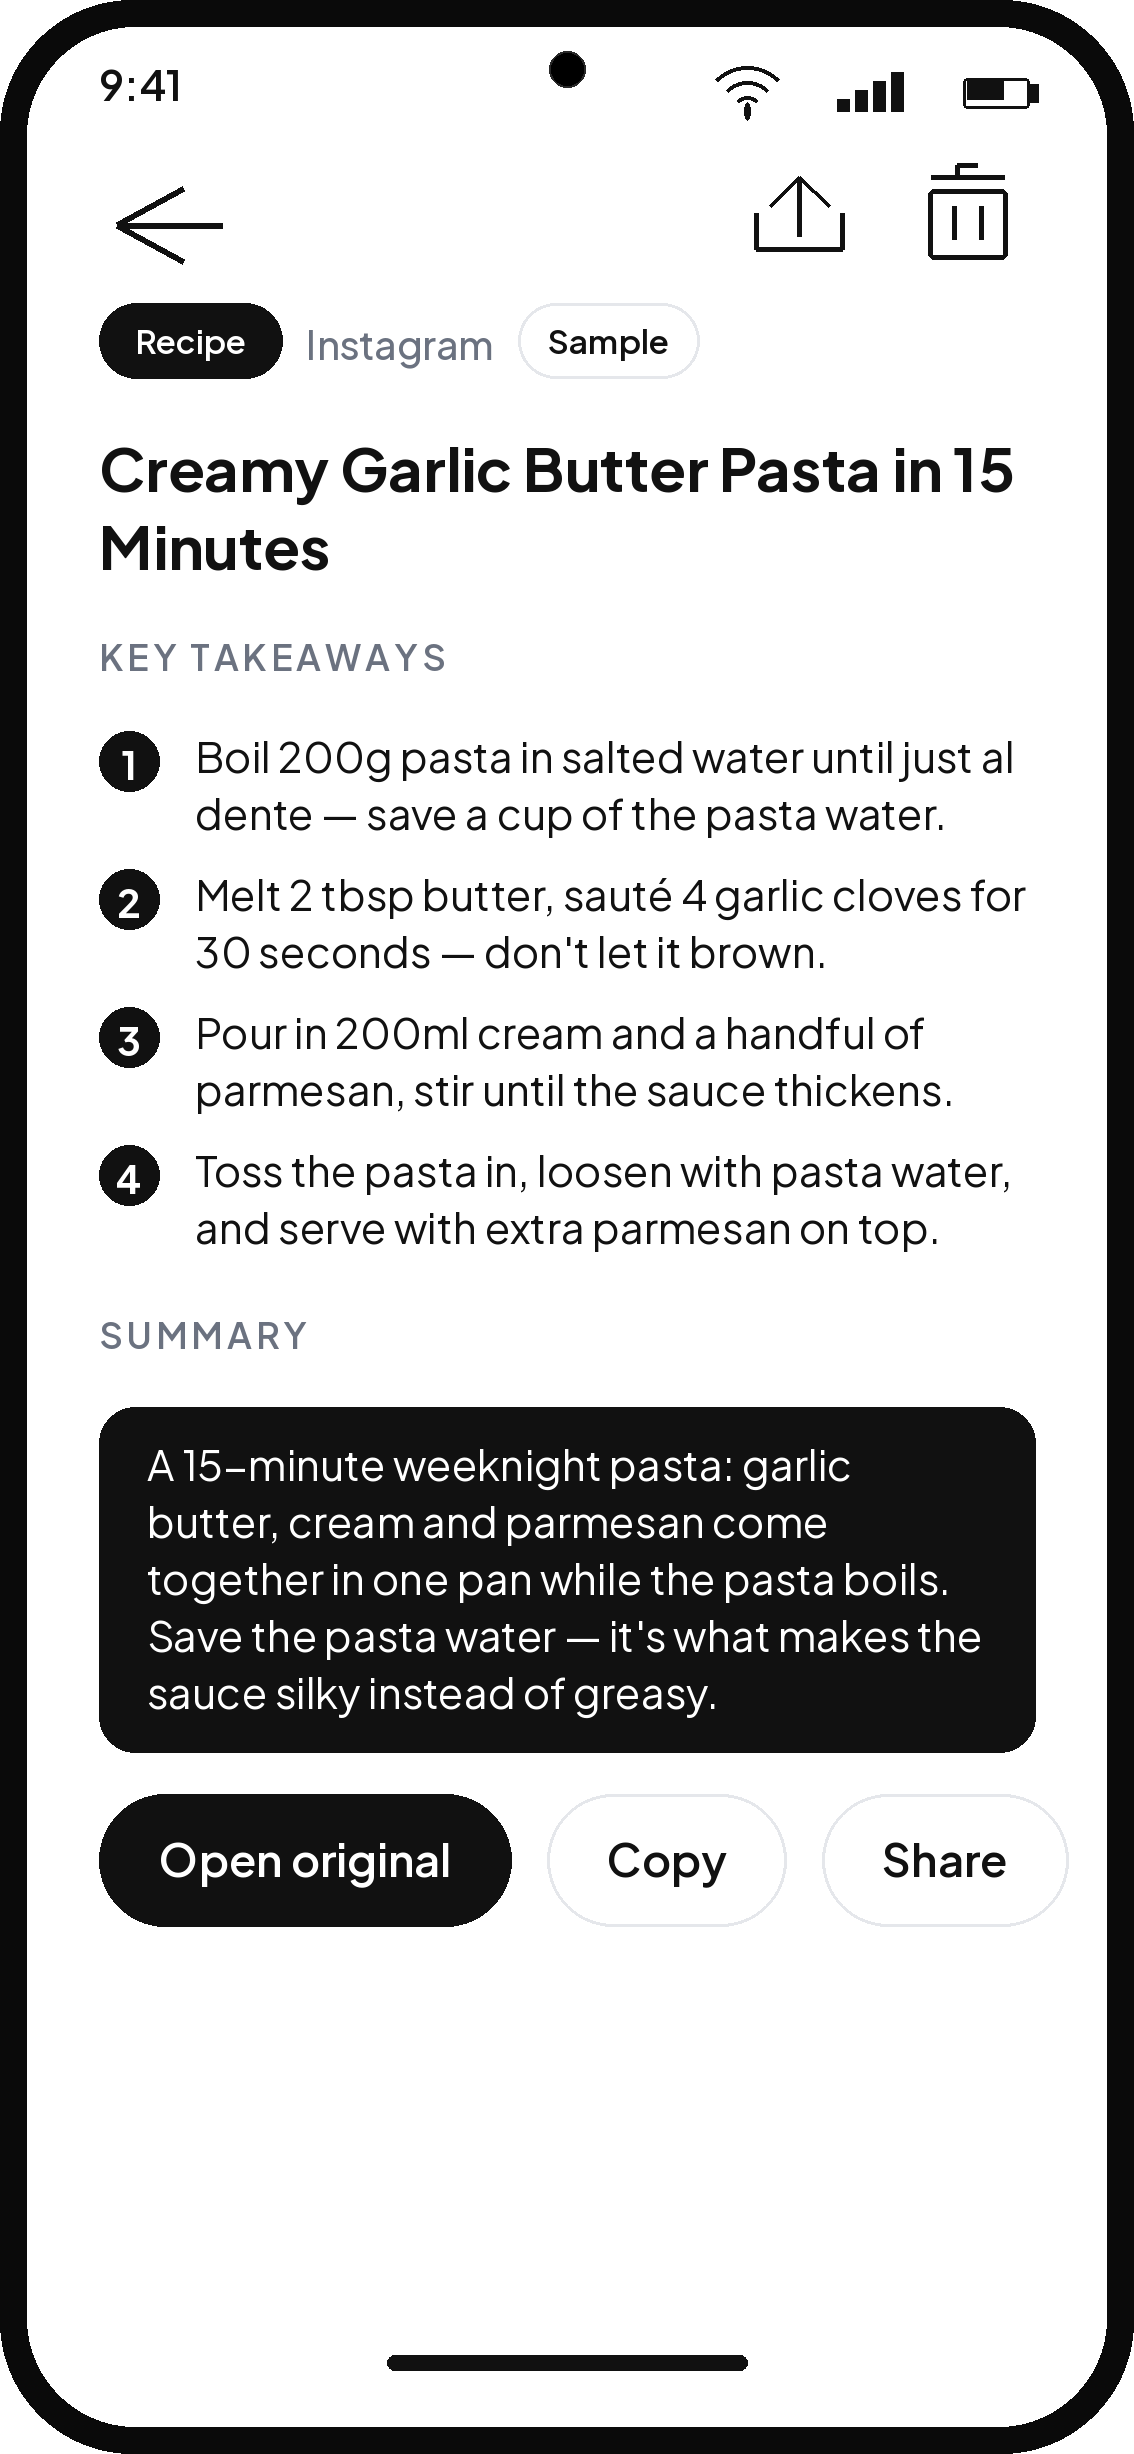 9:41
Recipe Instagram Sample
Creamy Garlic Butter Pasta in 15
Minutes
KEY TAKEAWAYS
1 Boil 200g pasta in salted water until just al
dente — save a cup of the pasta water.
2 Melt 2 tbsp butter, sauté 4 garlic cloves for
30 seconds — don't let it brown.
3 Pour in 200ml cream and a handful of
parmesan, stir until the sauce thickens.
4 Toss the pasta in, loosen with pasta water,
and serve with extra parmesan on top.
SUMMARY
A 15–minute weeknight pasta: garlic
butter, cream and parmesan come
together in one pan while the pasta boils.
Save the pasta water — it's what makes the
sauce silky instead of greasy.
Open original Copy Share